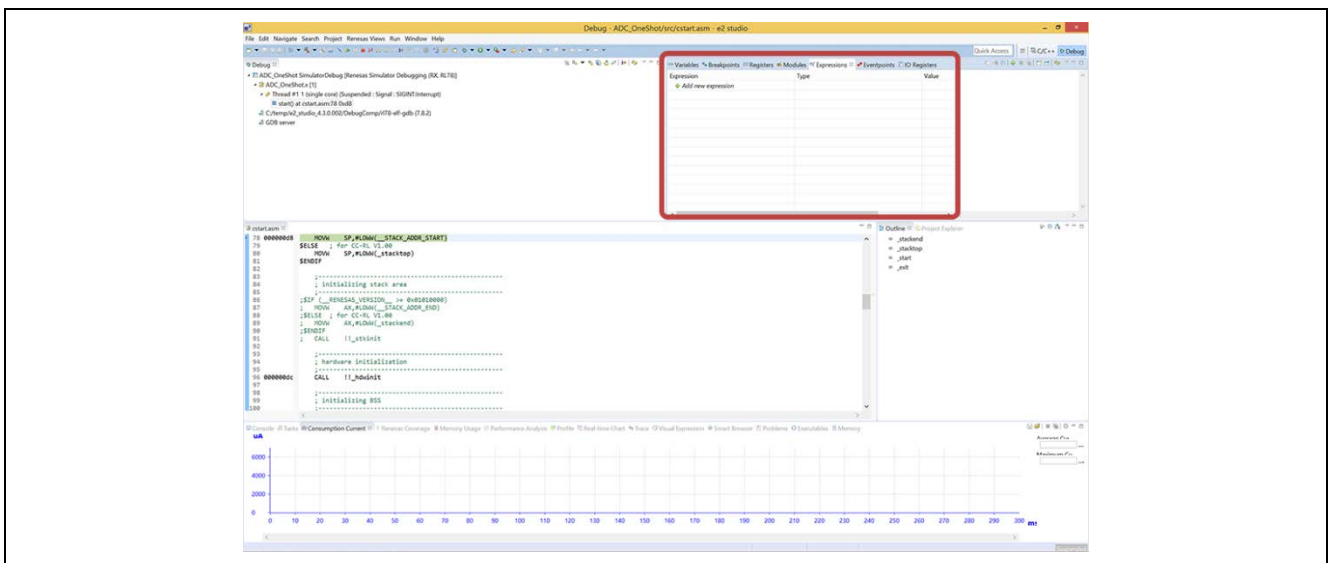 Debug - ADC_OneShot/src/cstart.asm - e2 studio
File Edit Navigate Search Project Renesas Views Run Window Help
Quick Access C/C++ Debug
Debug
Variables Breakpoints Registers Modules Expressions Eventpoints IO Registers
ADC_OneShot SimulatorDebug [Renesas Simulator Debugging (RX, RL78)]
Expression Type Value
ADC_OneShot.x [1]
Add new expression
Thread #1 1 (single core) (Suspended : Signal : SIGINT:Interrupt)
start() at cstart.asm:78 0xd8
GDB server
cstart.asm
Outline Project Explorer
78 000000d8 MOVW SP,#LOWW(__STACK_ADDR_START)
_stackend
79 $ELSE ; for CC-RL V1.00
_stacktop
80 MOVW SP,#LOWW(_stacktop)
_start
81 $ENDIF
_exit
82
83 ;-----------------------------------------------
84 ; initializing stack area
85 ;-----------------------------------------------
86 ;$IF (__RENESAS_VERSION__ >= 0x01010000)
87 ; MOVW AX,#LOWW(__STACK_ADDR_END)
88 ;$ELSE ; for CC-RL V1.00
89 ; MOVW AX,#LOWW(_stackend)
90 ;$ENDIF
91 ; CALL !!_stkinit
92
93 ;-----------------------------------------------
94 ; hardware initialization
95 ;-----------------------------------------------
96 000000dc CALL !!_hdwinit
97
98 ;-----------------------------------------------
99 ; initializing BSS
100 ;-----------------------------------------------
Console Tasks Consumption Current Renesas Coverage Memory Usage Performance Analysis Profile Real-time Chart Trace Visual Expression Smart Browser Problems Executables Memory
uA
6000
4000
2000
0
0 10 20 30 40 50 60 70 80 90 100 110 120 130 140 150 160 170 180 190 200 210 220 230 240 250 260 270 280 290 300 ms